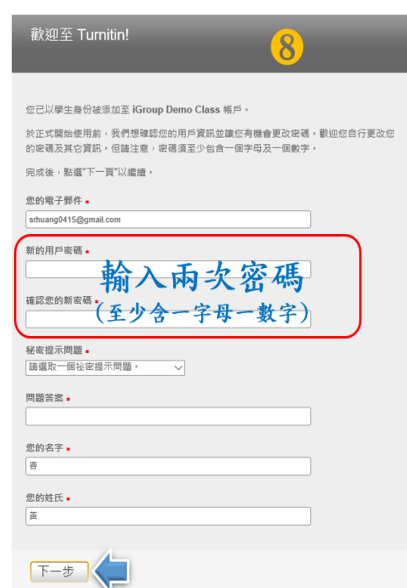 歡迎至 Turnitin!
8
您已以學生身份被添加至 iGroup Demo Class 帳戶。
於正式開始使用前，我們想確認您的用戶資訊並讓您有機會更改密碼。歡迎您自行更改您
的密碼及其它資訊。但請注意，密碼須至少包含一個字母及一個數字。
完成後，點選"下一頁"以繼續。
您的電子郵件
srhuang0415@gmail.com
新的用戶密碼
輸入兩次密碼
確認您的新密碼
(至少含一字母一數字)
秘密提示問題
請選取一個祕密提示問題。
問題答案
您的名字
您的姓氏
黃
下一步